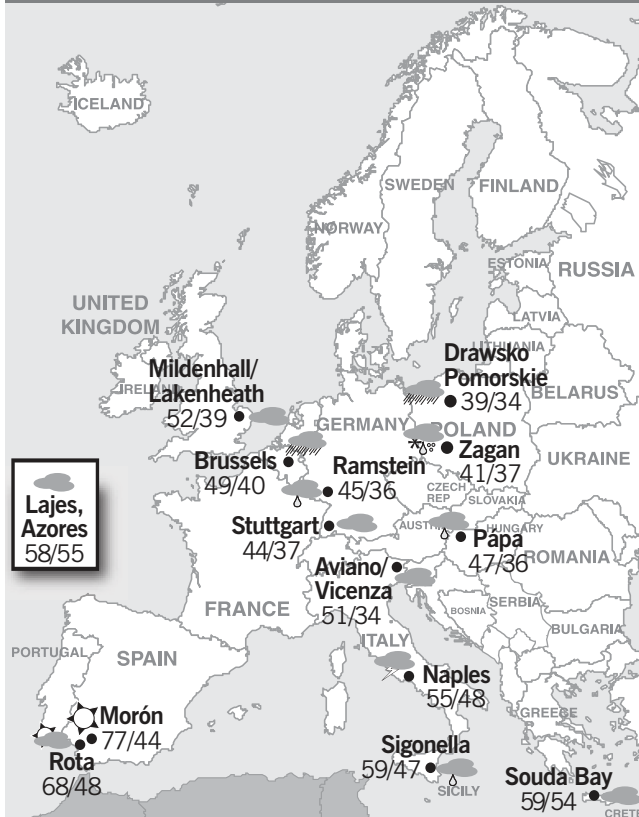 ICELAND
SWEDEN
FINLAND
NORWAY
ESTONIA
RUSSIA
LATVIA
LITHUANIA
UNITED
KINGDOM
IRELAND
Mildenhall/
Lakenheath
52/39
Drawsko
Pomorskie
39/34
BELARUS
GERMANY
POLAND
Zagan
41/37
UKRAINE
Brussels
49/40
Ramstein
45/36
CZECH
REP
SLOVAKIA
Lajes,
Azores
58/55
Stuttgart
44/37
AUSTRIA
HUNGARY
Pápa
47/36
ROMANIA
Aviano/
Vicenza
51/34
FRANCE
BOSNIA
SERBIA
BULGARIA
ITALY
PORTUGAL
SPAIN
Naples
55/48
GREECE
Morón
77/44
Rota
68/48
Sigonella
59/47
SICILY
Souda Bay
59/54
CRETE